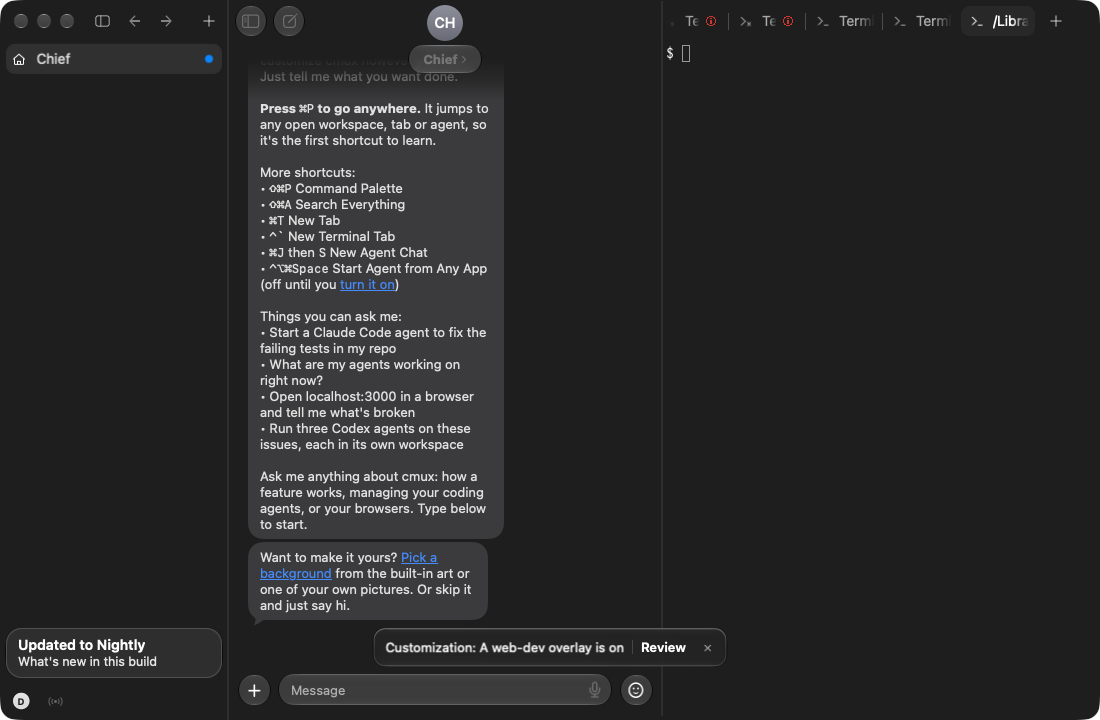 Chief
Updated to Nightly
What's new in this build
D
CH
Chief ›
Just tell me what you want done.
Press ⌘P to go anywhere. It jumps to
any open workspace, tab or agent, so
it's the first shortcut to learn.
More shortcuts:
• ⇧⌘P Command Palette
• ⇧⌘A Search Everything
• ⌘T New Tab
• ^` New Terminal Tab
• ⌘J then S New Agent Chat
• ^⌥⌘Space Start Agent from Any App
(off until you turn it on)
Things you can ask me:
• Start a Claude Code agent to fix the
failing tests in my repo
• What are my agents working on
right now?
• Open localhost:3000 in a browser
and tell me what's broken
• Run three Codex agents on these
issues, each in its own workspace
Ask me anything about cmux: how a
feature works, managing your coding
agents, or your browsers. Type below
to start.
Want to make it yours? Pick a
background from the built-in art or
one of your own pictures. Or skip it
and just say hi.
Customization: A web-dev overlay is on Review ×
Message
Te Te Term Term /Libra
$